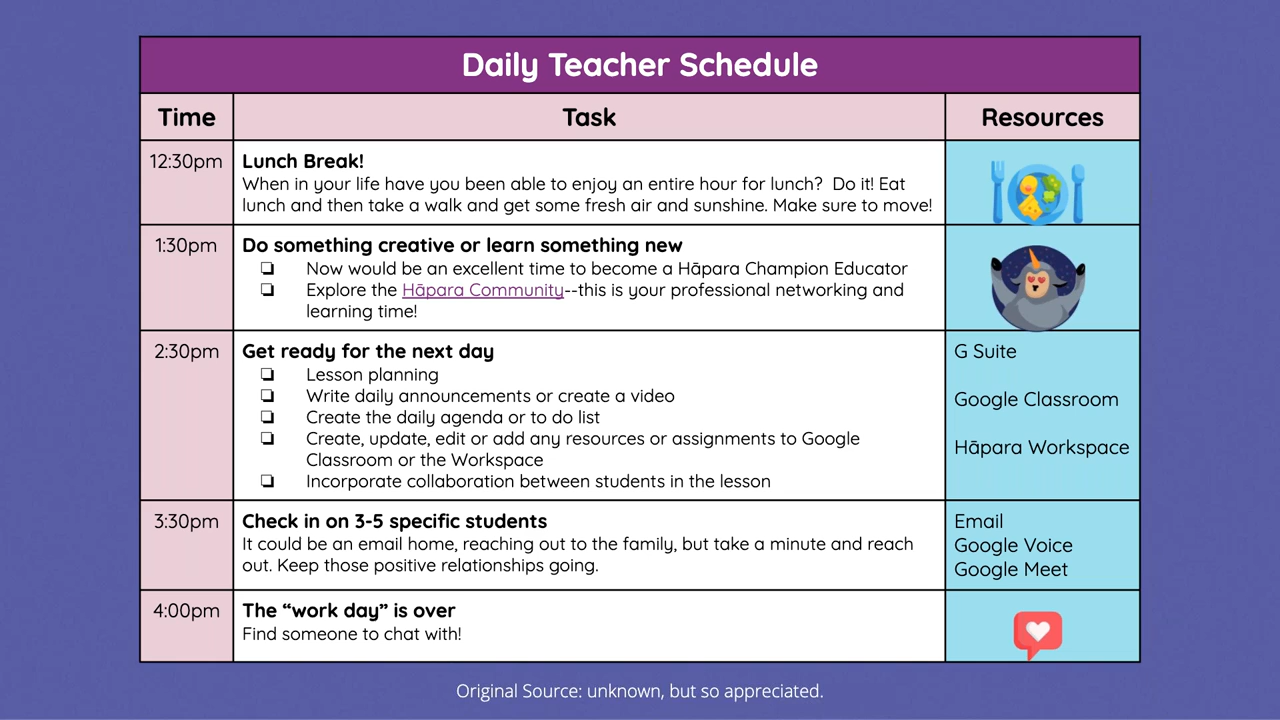 Daily Teacher Schedule
Time Task Resources
12:30pm Lunch Break!
When in your life have you been able to enjoy an entire hour for lunch?  Do it! Eat
lunch and then take a walk and get some fresh air and sunshine. Make sure to move!
1:30pm Do something creative or learn something new
❏ Now would be an excellent time to become a Hāpara Champion Educator
❏ Explore the Hāpara Community--this is your professional networking and
learning time!
2:30pm Get ready for the next day
❏ Lesson planning
❏ Write daily announcements or create a video
❏ Create the daily agenda or to do list
❏ Create, update, edit or add any resources or assignments to Google
Classroom or the Workspace
❏ Incorporate collaboration between students in the lesson
G Suite
Google Classroom
Hāpara Workspace
3:30pm Check in on 3-5 specific students
It could be an email home, reaching out to the family, but take a minute and reach
out. Keep those positive relationships going.
Email
Google Voice
Google Meet
4:00pm The “work day” is over
Find someone to chat with!
Original Source: unknown, but so appreciated.